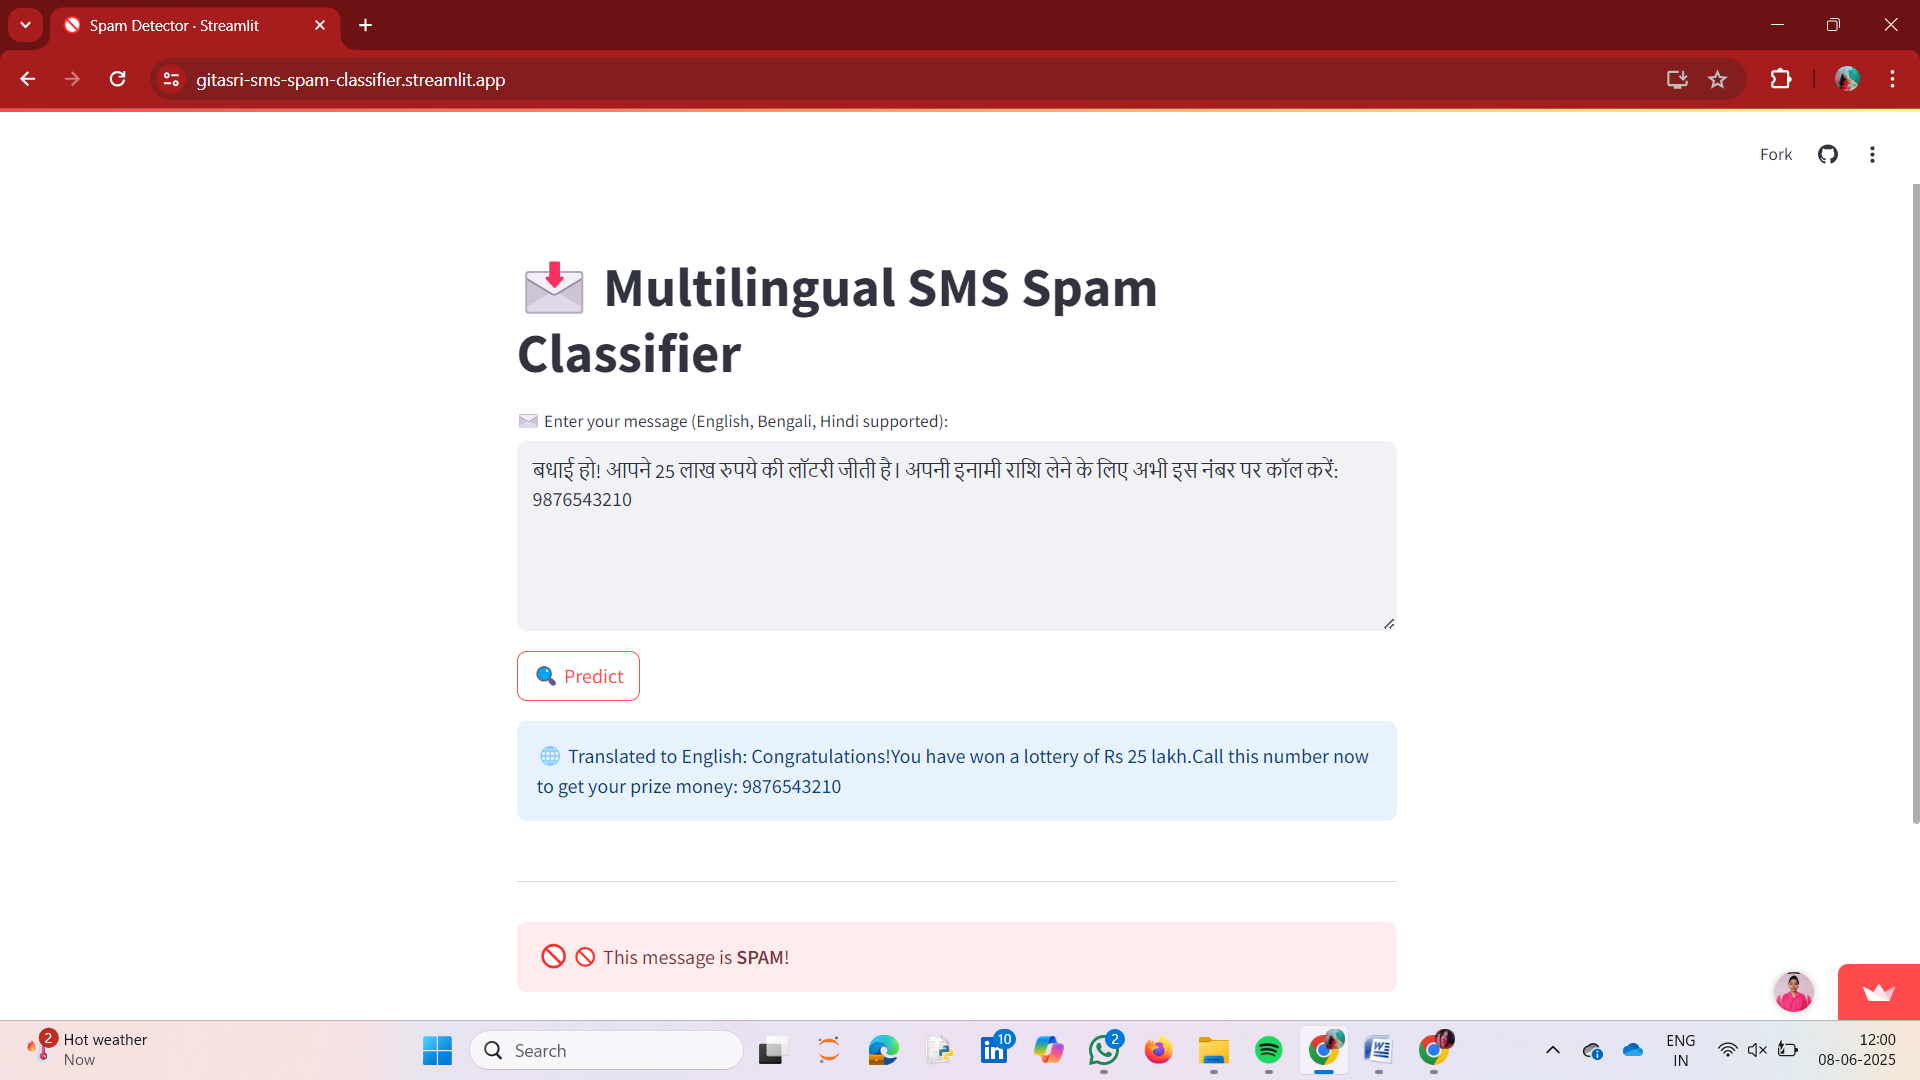 Spam Detector · Streamlit
gitasri-sms-spam-classifier.streamlit.app
Fork
Multilingual SMS Spam
Classifier
Enter your message (English, Bengali, Hindi supported):
बधाई हो! आपने 25 लाख रुपये की लॉटरी जीती है। अपनी इनामी राशि लेने के लिए अभी इस नंबर पर कॉल करें:
9876543210
Predict
Translated to English: Congratulations!You have won a lottery of Rs 25 lakh.Call this number now
to get your prize money: 9876543210
This message is SPAM!
2
Hot weather
Now
Search
10
2
ENG
IN
12:00
08-06-2025